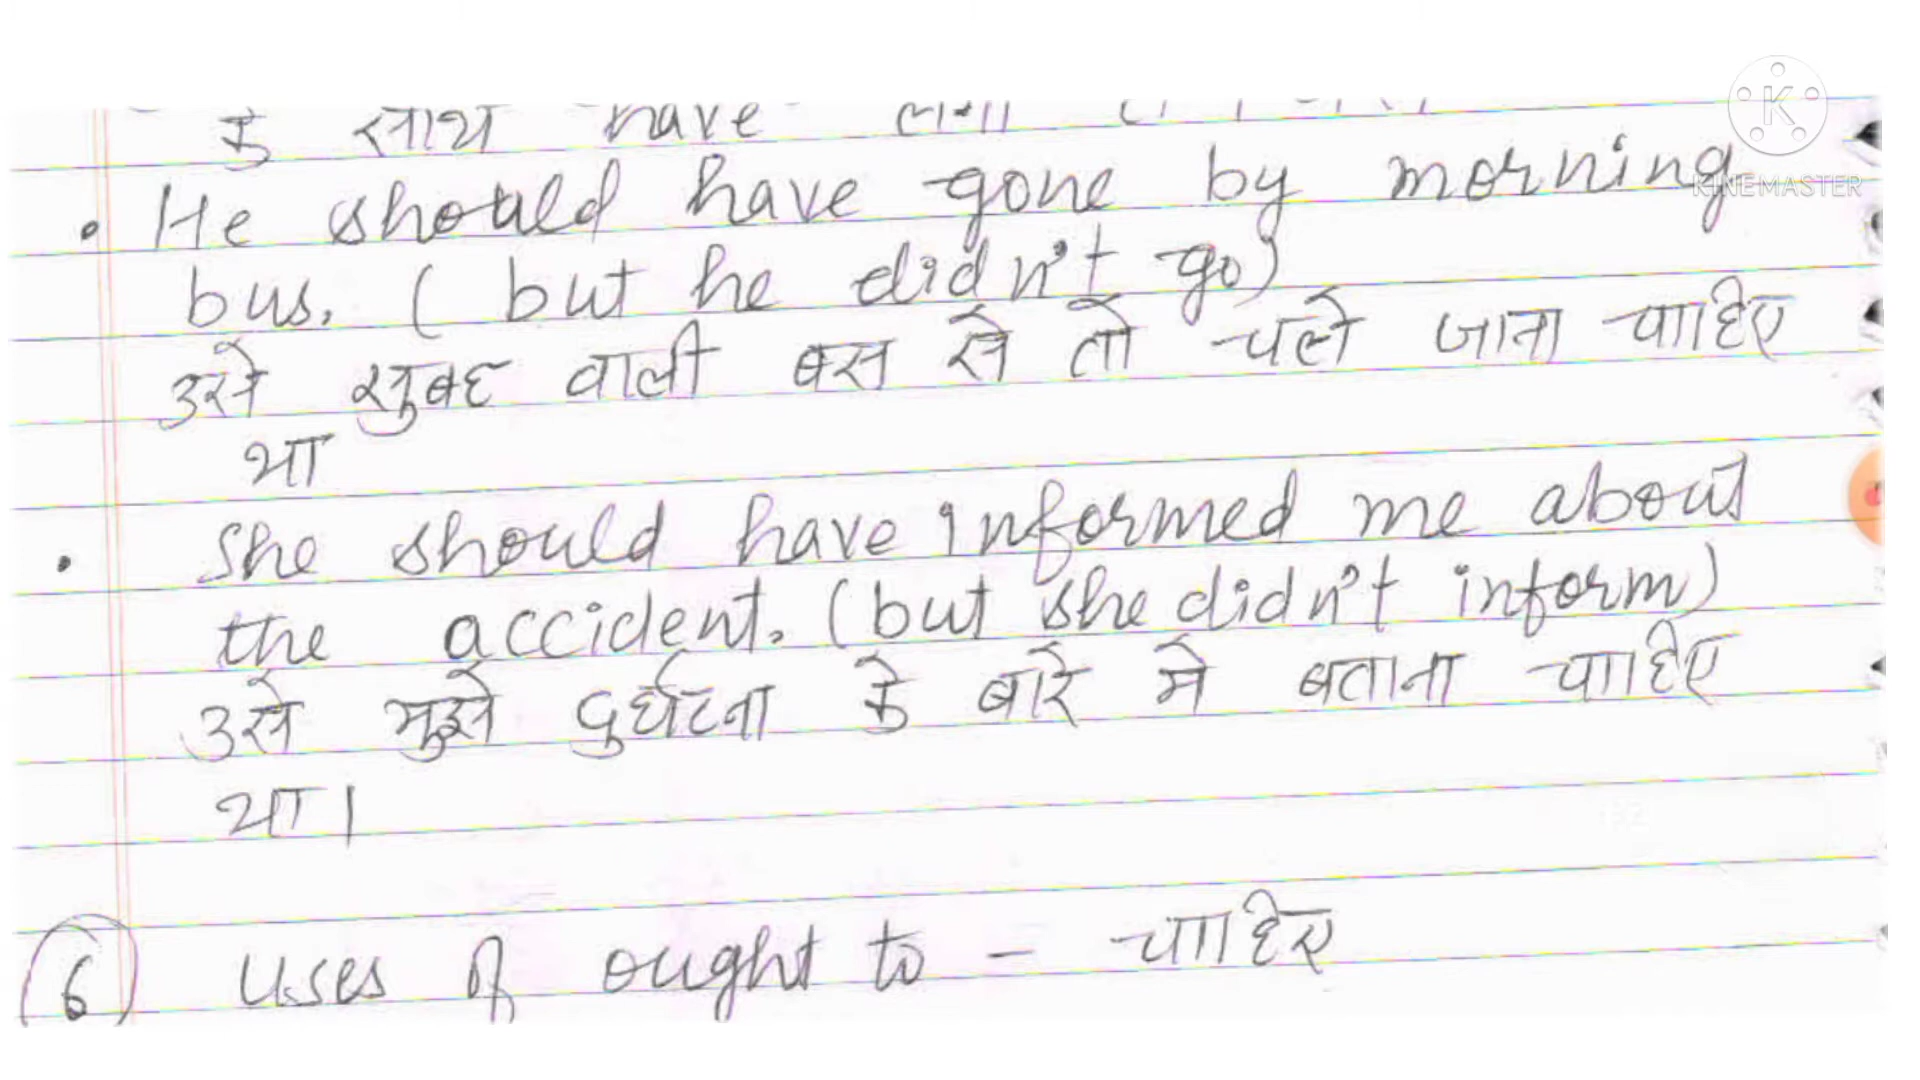 के साथ have
KINEMASTER
• He should have gone by morning
bus. ( but he didn't go)
उसे सुबह वाली बस से तो चले जाना चाहिए
था
• She should have informed me about
the accident. (but she didn't inform)
उसे मुझे दुर्घटना के बारे मे बताना चाहिए
था।
6 uses of ought to - चाहिए